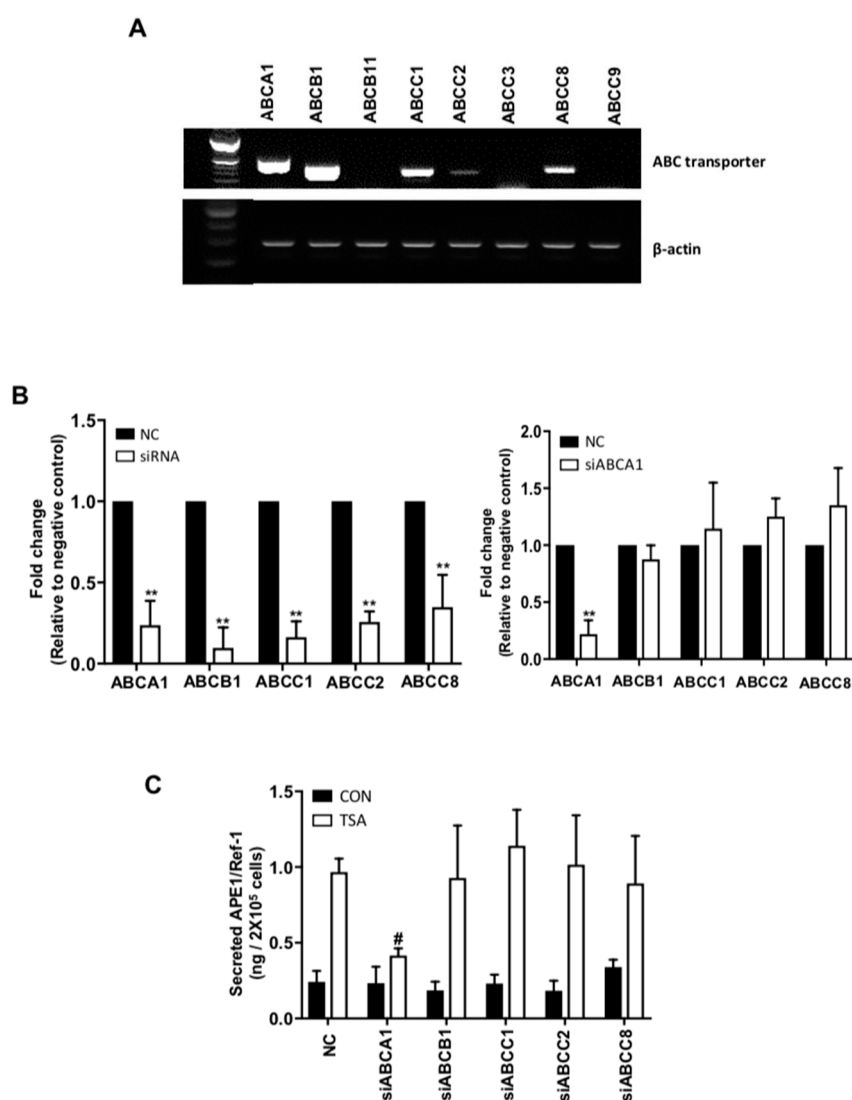 A
ABCA1
ABCB1
ABCB11
ABCC1
ABCC2
ABCC3
ABCC8
ABCC9
ABC transporter
β-actin
B
Fold change
(Relative to negative control)
1.5
1.0
0.5
0.0
NC
siRNA
**
**
**
**
**
ABCA1 ABCB1 ABCC1 ABCC2 ABCC8
Fold change
(Relative to negative control)
2.0
1.5
1.0
0.5
0.0
NC
siABCA1
**
ABCA1 ABCB1 ABCC1 ABCC2 ABCC8
C
Secreted APE1/Ref-1
(ng / 2X10⁵ cells)
1.5
1.0
0.5
0.0
CON
TSA
#
NC
siABCA1
siABCB1
siABCC1
siABCC2
siABCC8